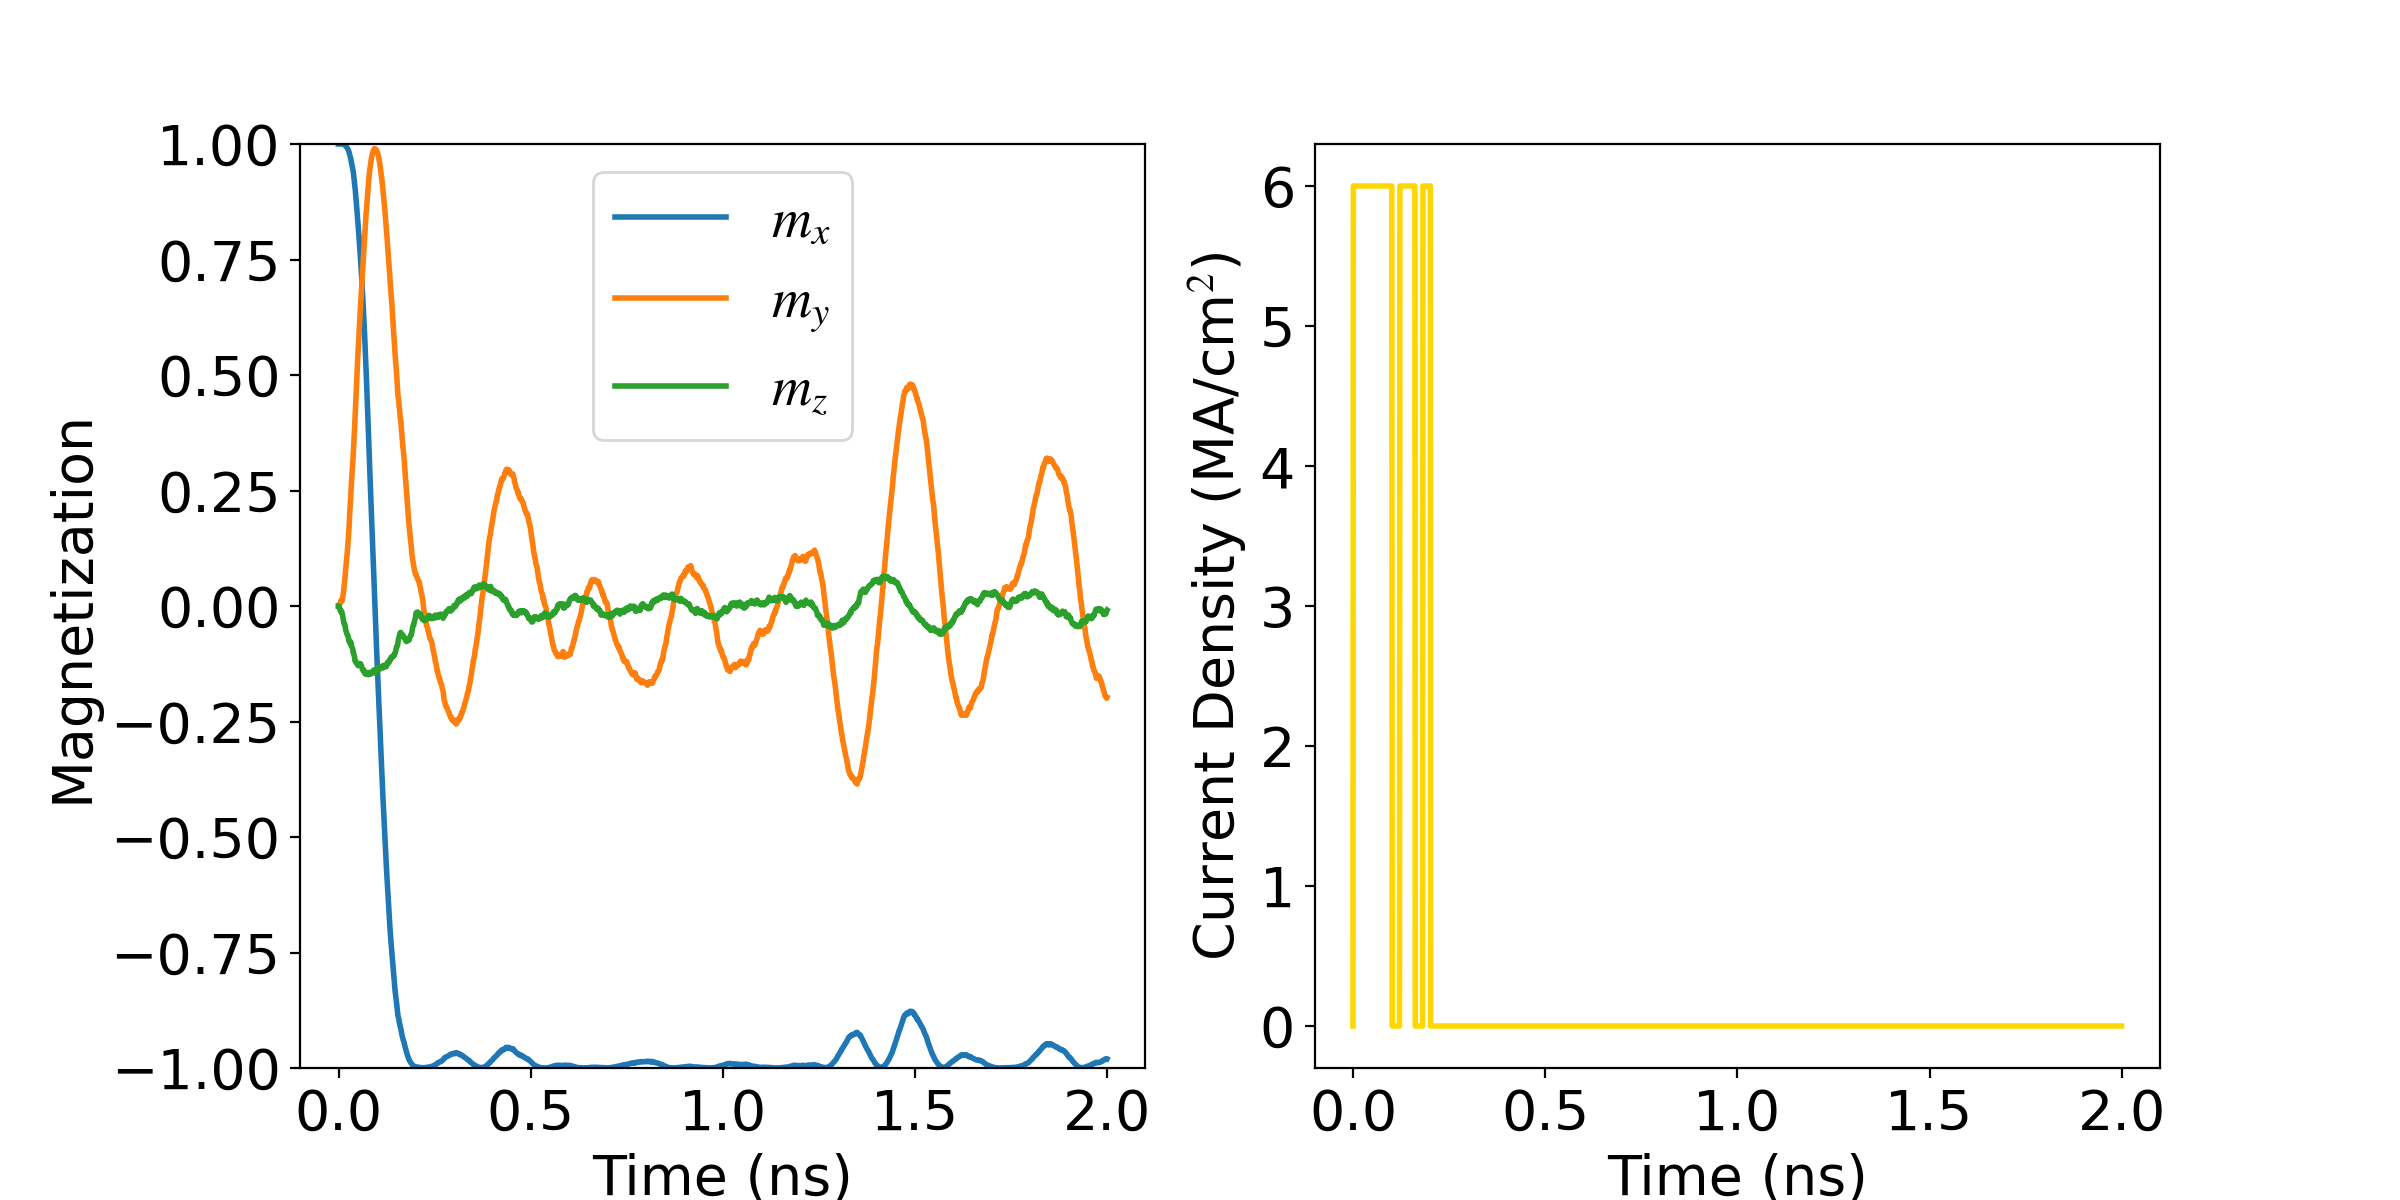 1.00
0.75
0.50
0.25
0.00
−0.25
−0.50
−0.75
−1.00
Magnetization
0.0 0.5 1.0 1.5 2.0
Time (ns)
m_x
m_y
m_z
6
5
4
3
2
1
0
Current Density (MA/cm²)
0.0 0.5 1.0 1.5 2.0
Time (ns)